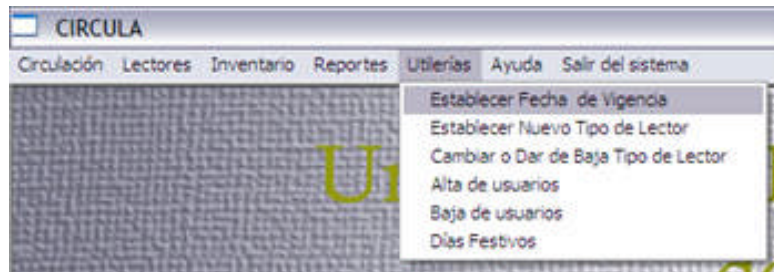 CIRCULA
Circulación Lectores Inventario Reportes Utilerías Ayuda Salir del sistema
Establecer Fecha de Vigencia
Establecer Nuevo Tipo de Lector
Cambiar o Dar de Baja Tipo de Lector
Alta de usuarios
Baja de usuarios
Días Festivos